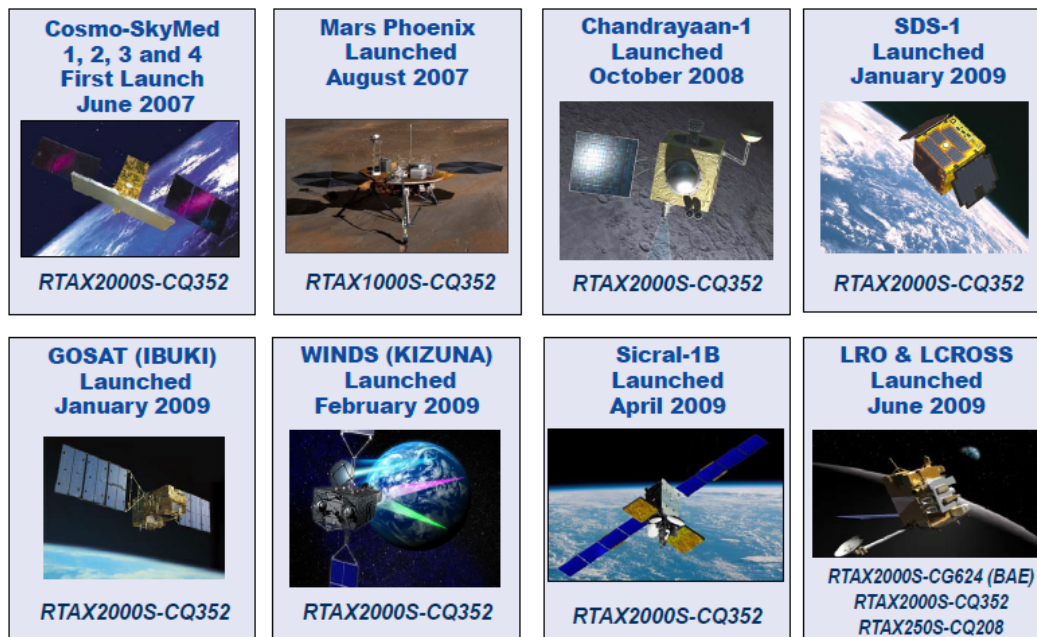 Cosmo-SkyMed
1, 2, 3 and 4
First Launch
June 2007
RTAX2000S-CQ352
Mars Phoenix
Launched
August 2007
RTAX1000S-CQ352
Chandrayaan-1
Launched
October 2008
RTAX2000S-CQ352
SDS-1
Launched
January 2009
RTAX2000S-CQ352
GOSAT (IBUKI)
Launched
January 2009
RTAX2000S-CQ352
WINDS (KIZUNA)
Launched
February 2009
RTAX2000S-CQ352
Sicral-1B
Launched
April 2009
RTAX2000S-CQ352
LRO & LCROSS
Launched
June 2009
RTAX2000S-CG624 (BAE)
RTAX2000S-CQ352
RTAX250S-CQ208